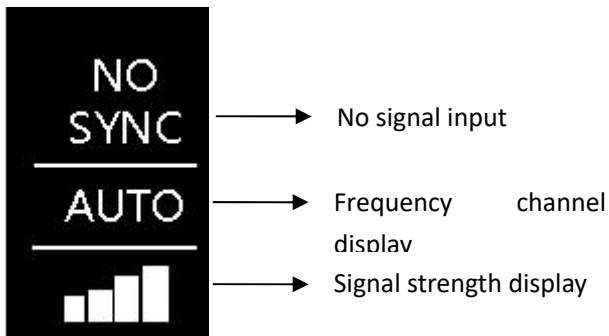 NO
SYNC
No signal input
AUTO
Frequency channel
display
Signal strength display